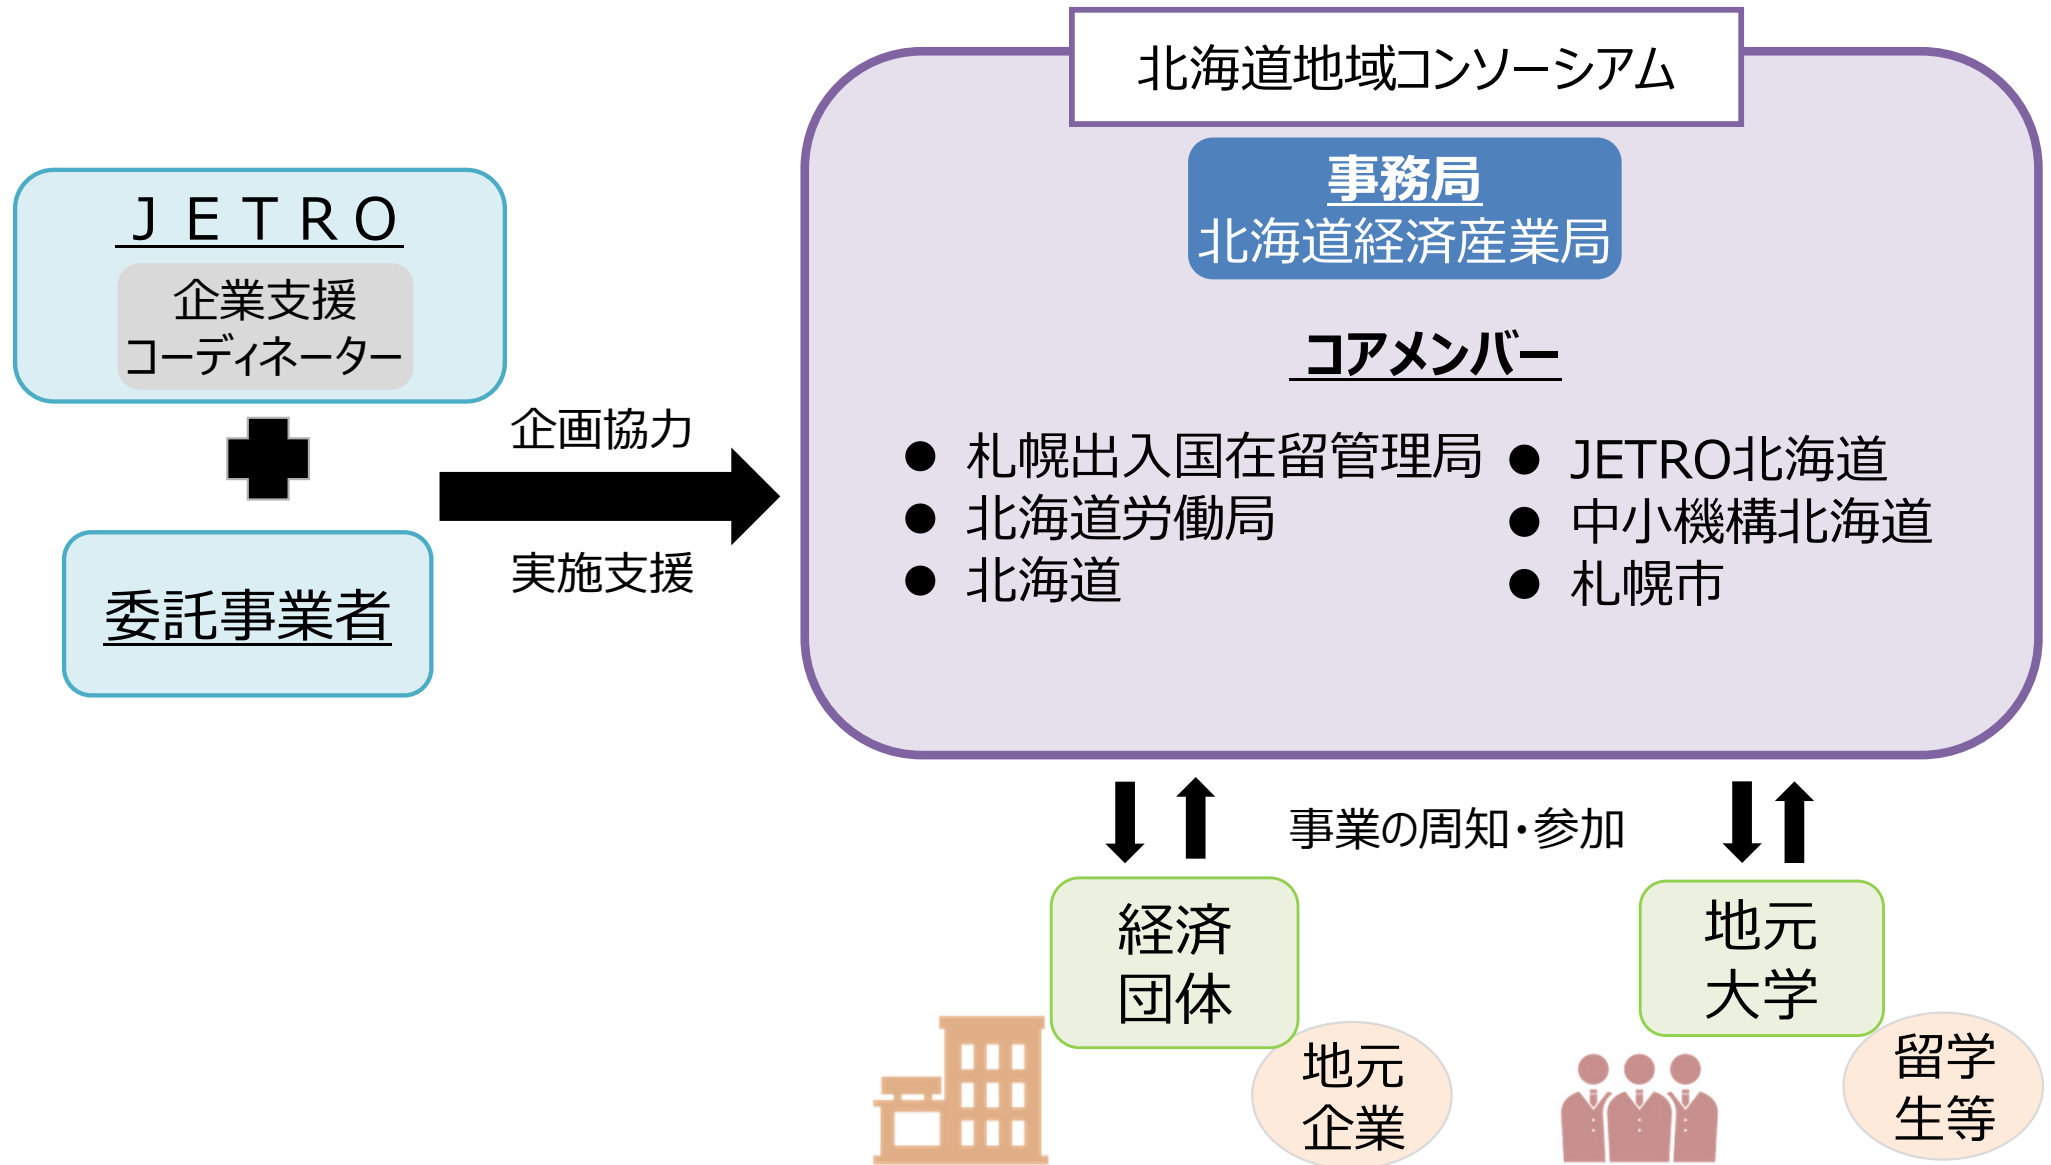 北海道地域コンソーシアム
事務局
北海道経済産業局
ＪＥＴＲＯ
企業支援
コーディネーター
委託事業者
企画協力
実施支援
コアメンバー
● 札幌出入国在留管理局
● 北海道労働局
● 北海道
● JETRO北海道
● 中小機構北海道
● 札幌市
事業の周知・参加
経済
団体
地元
企業
地元
大学
留学
生等